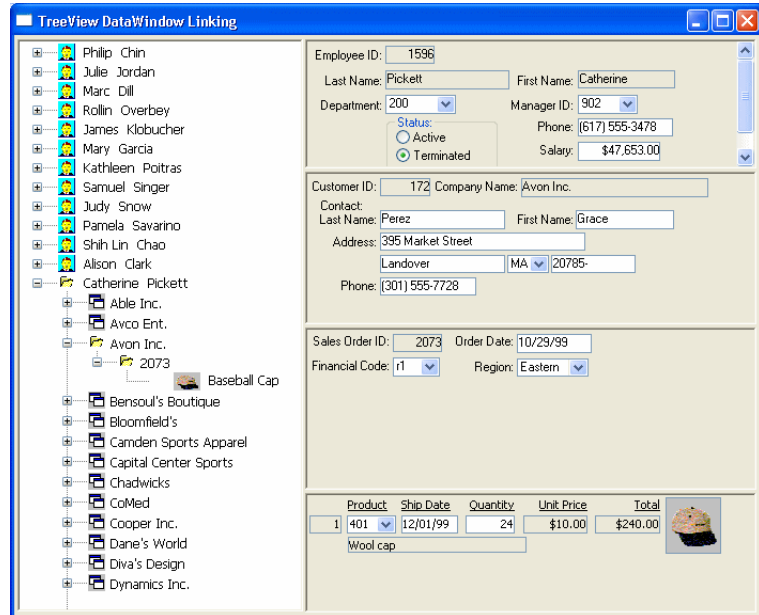 TreeView DataWindow Linking
Philip Chin
Julie Jordan
Marc Dill
Rollin Overbey
James Klobucher
Mary Garcia
Kathleen Poitras
Samuel Singer
Judy Snow
Pamela Savarino
Shih Lin Chao
Alison Clark
Catherine Pickett
Able Inc.
Avco Ent.
Avon Inc.
2073
Baseball Cap
Bensoul's Boutique
Bloomfield's
Camden Sports Apparel
Capital Center Sports
Chadwicks
CoMed
Cooper Inc.
Dane's World
Diva's Design
Dynamics Inc.
Employee ID: 1596
Last Name: Pickett First Name: Catherine
Department: 200 Manager ID: 902
Status: Phone: (617) 555-3478
Active
Terminated Salary: $47,653.00
Customer ID: 172 Company Name: Avon Inc.
Contact:
Last Name: Perez First Name: Grace
Address: 395 Market Street
Landover MA 20785-
Phone: (301) 555-7728
Sales Order ID: 2073 Order Date: 10/29/99
Financial Code: r1 Region: Eastern
Product Ship Date Quantity Unit Price Total
1 401 12/01/99 24 $10.00 $240.00
Wool cap